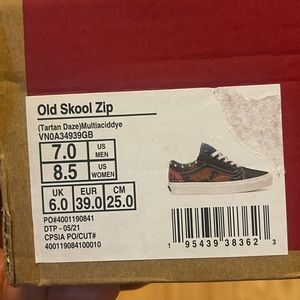 Old Skool Zip
(Tartan Daze)Multiaciddye
VN0A34939GB
7.0 US MEN
8.5 US WOMEN
UK EUR CM
6.0 39.0 25.0
PO#4001190841
DTP - 05/21
CPSIA PO/CUT#
400119084100010
1 95439 38362 3